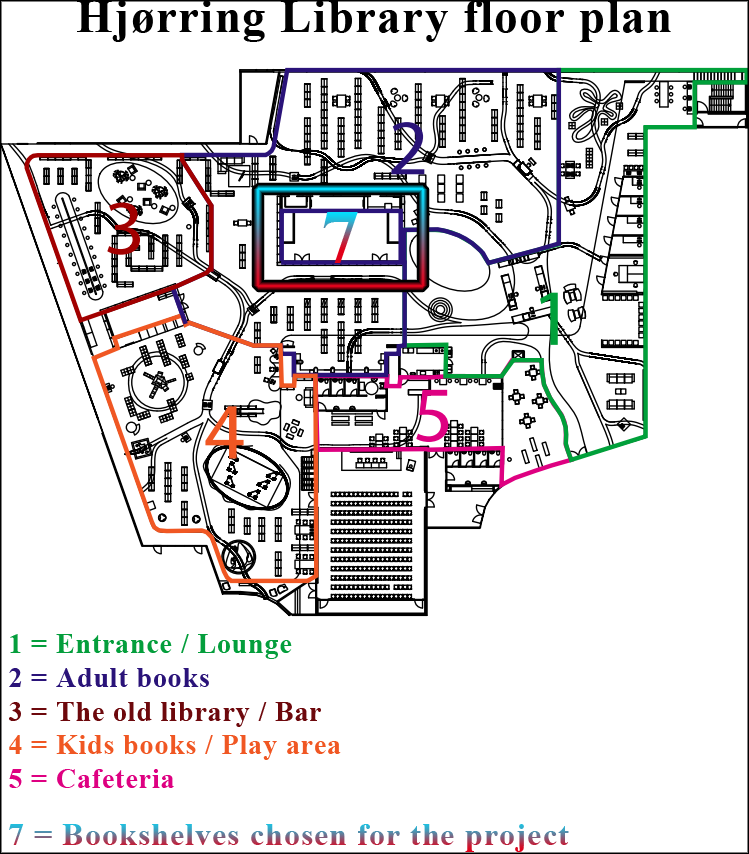 Hjørring Library floor plan
2
3
7
1
4
5
1 = Entrance / Lounge
2 = Adult books
3 = The old library / Bar
4 = Kids books / Play area
5 = Cafeteria
7 = Bookshelves chosen for the project